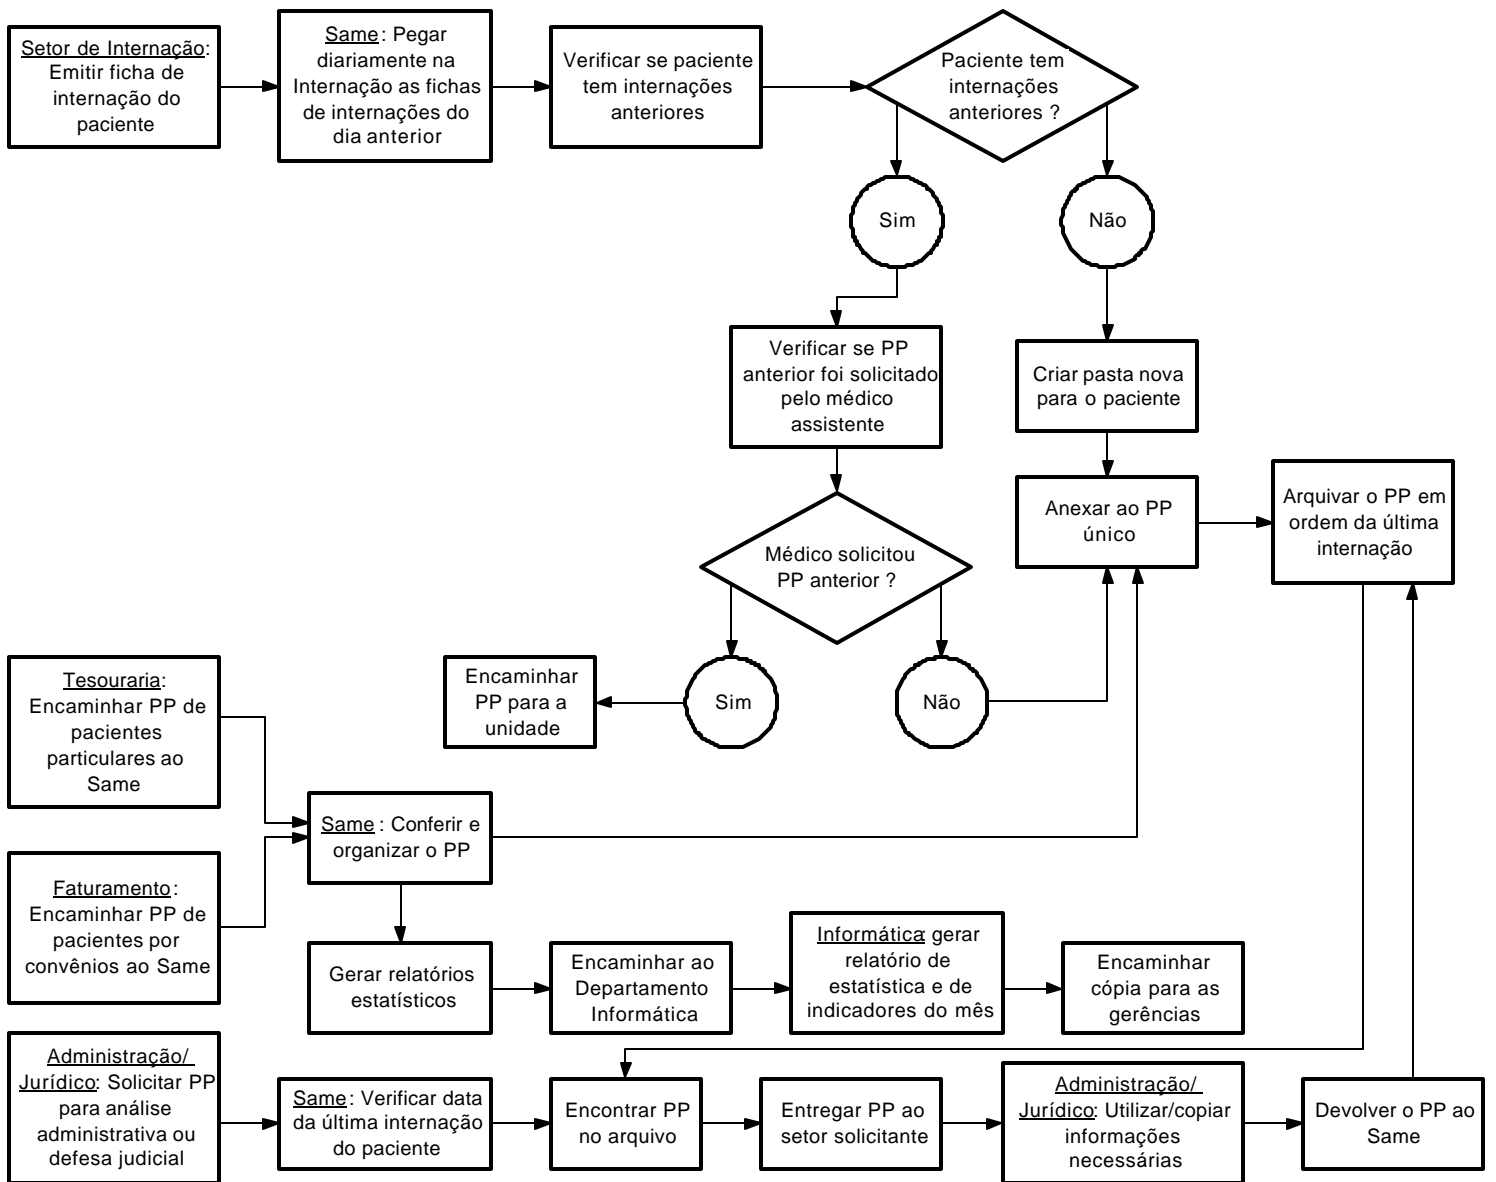 Setor de Internação:
Emitir ficha de
internação do
paciente
Same: Pegar
diariamente na
Internação as fichas
de internações do
dia anterior
Verificar se paciente
tem internações
anteriores
Paciente tem
internações
anteriores ?
Sim
Não
Verificar se PP
anterior foi solicitado
pelo médico
assistente
Criar pasta nova
para o paciente
Médico solicitou
PP anterior ?
Anexar ao PP
único
Arquivar o PP em
ordem da última
internação
Encaminhar
PP para a
unidade
Sim
Não
Tesouraria:
Encaminhar PP de
pacientes
particulares ao
Same
Same: Conferir e
organizar o PP
Faturamento:
Encaminhar PP de
pacientes por
convênios ao Same
Gerar relatórios
estatísticos
Encaminhar ao
Departamento
Informática
Informática: gerar
relatório de
estatística e de
indicadores do mês
Encaminhar
cópia para as
gerências
Administração/
Jurídico: Solicitar PP
para análise
administrativa ou
defesa judicial
Same: Verificar data
da última internação
do paciente
Encontrar PP
no arquivo
Entregar PP ao
setor solicitante
Administração/
Jurídico: Utilizar/copiar
informações
necessárias
Devolver o PP ao
Same